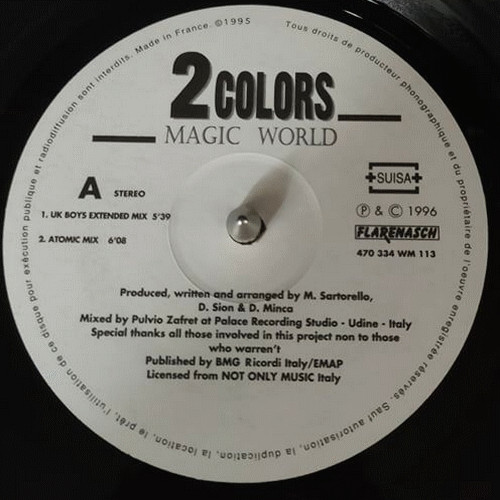 Made in France. ©1995 Tous droits de producteur phonographique et du propriétaire de l'oeuvre enregistrée réservés. Sauf autorisation, la duplication, la location, le prêt, l'utilisation de ce disque pour exécution publique et radiodiffusion sont interdits.
2 COLORS
MAGIC WORLD
A STEREO
1. UK BOYS EXTENDED MIX 5'39
2. ATOMIC MIX 6'08
SUISA
Ⓟ & © 1996
FLARENASCH
470 334 WM 113
Produced, written and arranged by M. Sartorello,
D. Sion & D. Minca
Mixed by Pulvio Zafret at Palace Recording Studio - Udine - Italy
Special thanks all those involved in this project non to those
who warren't
Published by BMG Ricordi Italy/EMAP
Licensed from NOT ONLY MUSIC Italy